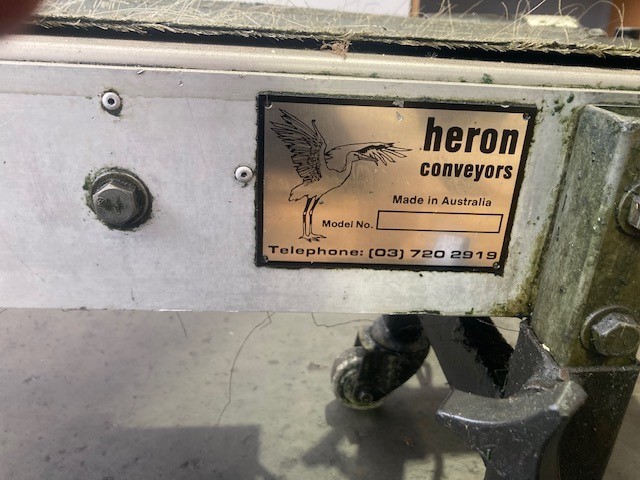 heron
conveyors
Made in Australia
Model No.
Telephone: (03) 720 2919